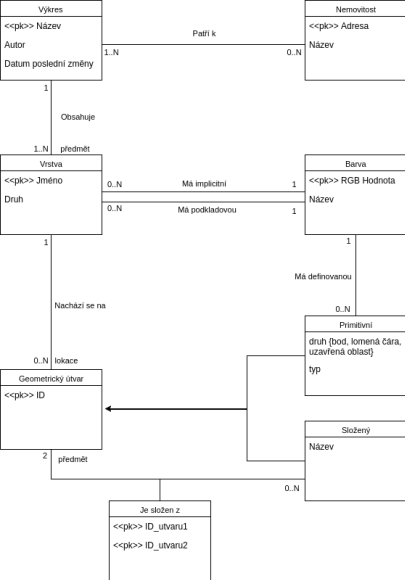 Výkres
<<pk>> Název
Autor
Datum poslední změny
Patří k
1..N
0..N
Nemovitost
<<pk>> Adresa
Název
1
Obsahuje
1..N
předmět
Vrstva
<<pk>> Jméno
Druh
0..N
Má implicitní
1
0..N
Má podkladovou
1
Barva
<<pk>> RGB Hodnota
Název
1
Nachází se na
0..N
lokace
1
Má definovanou
0..N
Primitivní
druh {bod, lomená čára,
uzavřená oblast}
typ
Geometrický útvar
<<pk>> ID
2
předmět
Složený
Název
0..N
Je složen z
<<pk>> ID_utvaru1
<<pk>> ID_utvaru2